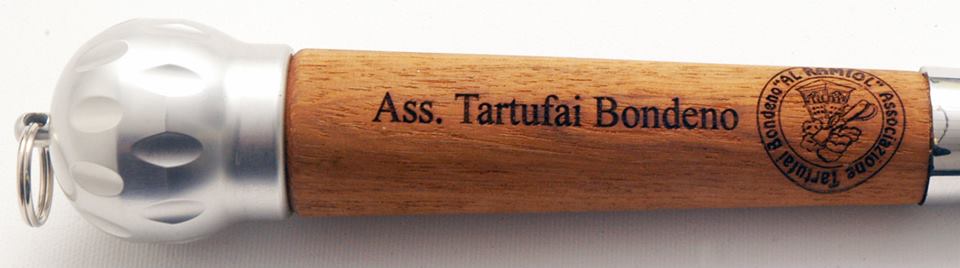 Ass. Tartufai Bondeno
"AL RAMIOL" Associazione Tartufai Bondeno